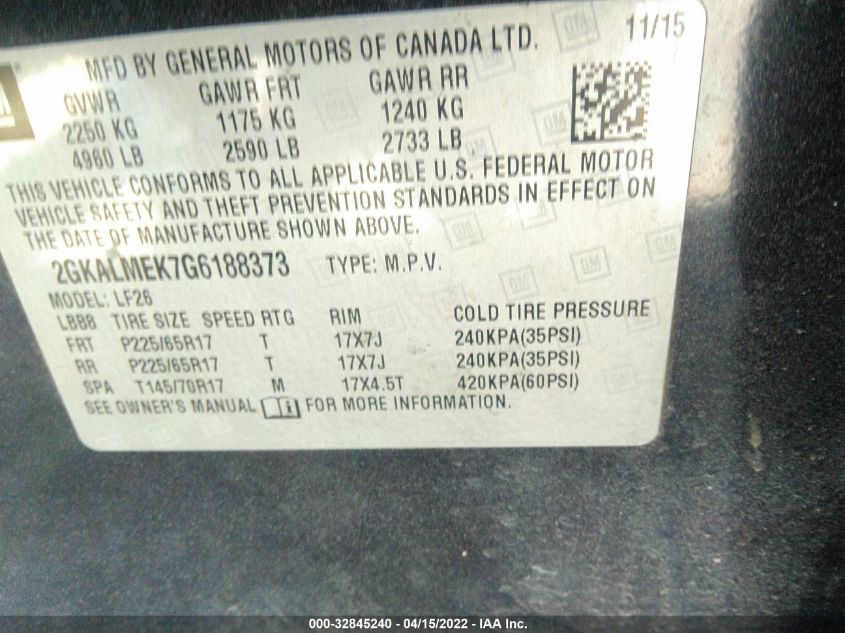 MFD BY GENERAL MOTORS OF CANADA LTD. 11/15
GVWR GAWR FRT GAWR RR
2250 KG 1175 KG 1240 KG
4960 LB 2590 LB 2733 LB
THIS VEHICLE CONFORMS TO ALL APPLICABLE U.S. FEDERAL MOTOR
VEHICLE SAFETY AND THEFT PREVENTION STANDARDS IN EFFECT ON
THE DATE OF MANUFACTURE SHOWN ABOVE.
2GKALMEK7G6188373 TYPE: M.P.V.
MODEL: LF26
LBBB TIRE SIZE SPEED RTG RIM COLD TIRE PRESSURE
FRT P225/65R17 T 17X7J 240KPA(35PSI)
RR P225/65R17 T 17X7J 240KPA(35PSI)
SPA T145/70R17 M 17X4.5T 420KPA(60PSI)
SEE OWNER'S MANUAL FOR MORE INFORMATION.
000-32845240 - 04/15/2022 - IAA Inc.